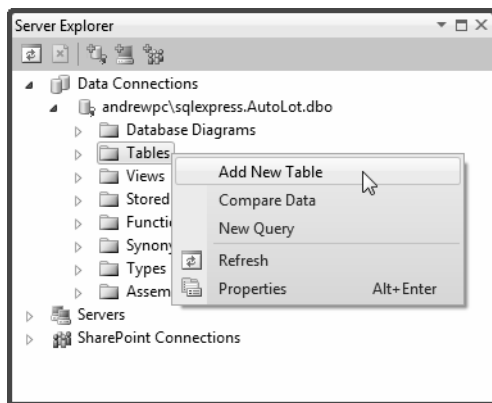 Server Explorer
Data Connections
andrewpc\sqlexpress.AutoLot.dbo
Database Diagrams
Tables
Views
Stored
Functi
Synony
Types
Assem
Servers
SharePoint Connections
Add New Table
Compare Data
New Query
Refresh
Properties Alt+Enter